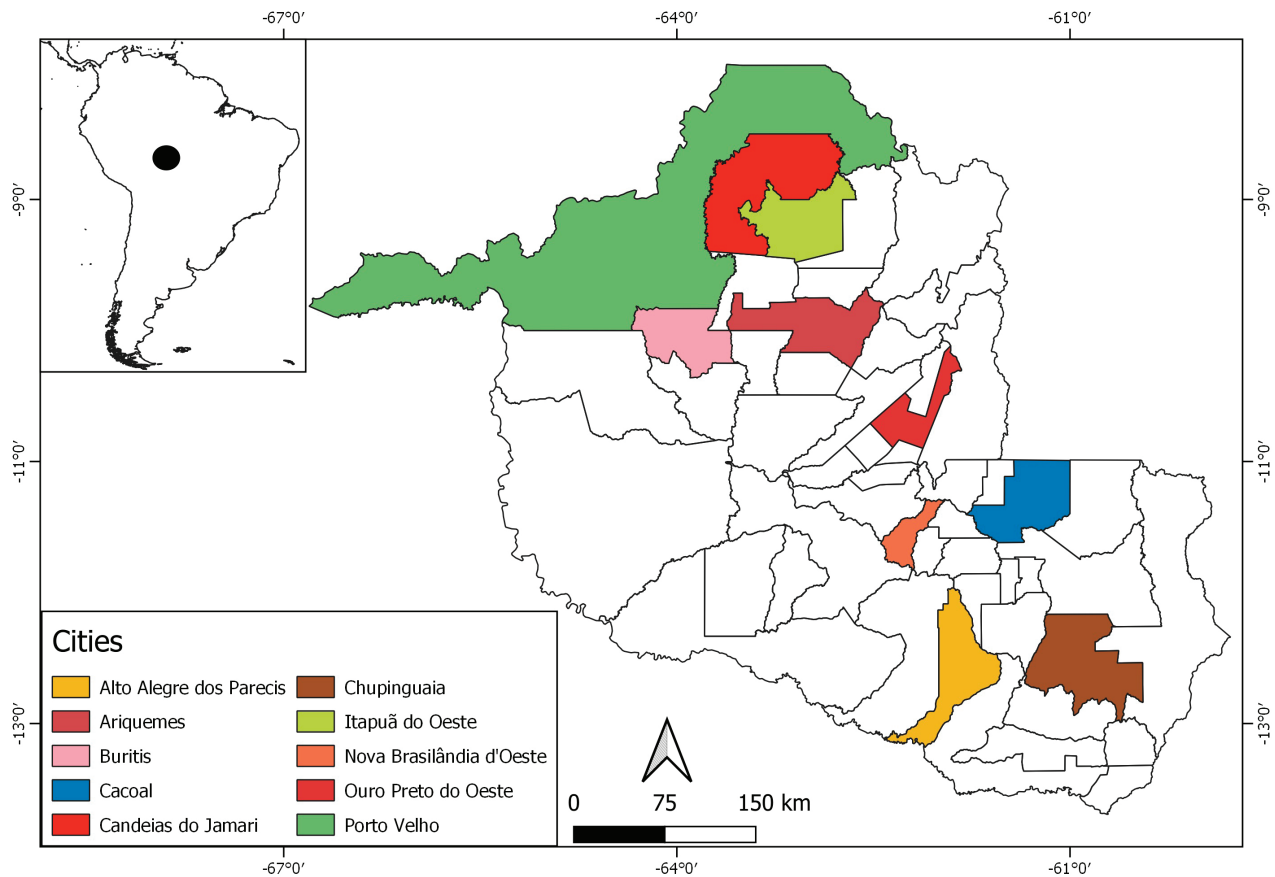 -67°0' -64°0' -61°0'
-9°0' -9°0'
-11°0' -11°0'
-13°0' -13°0'
Cities
Alto Alegre dos Parecis Chupinguaia
Ariquemes Itapuã do Oeste
Buritis Nova Brasilândia d'Oeste
Cacoal Ouro Preto do Oeste
Candeias do Jamari Porto Velho
0 75 150 km
-67°0' -64°0' -61°0'